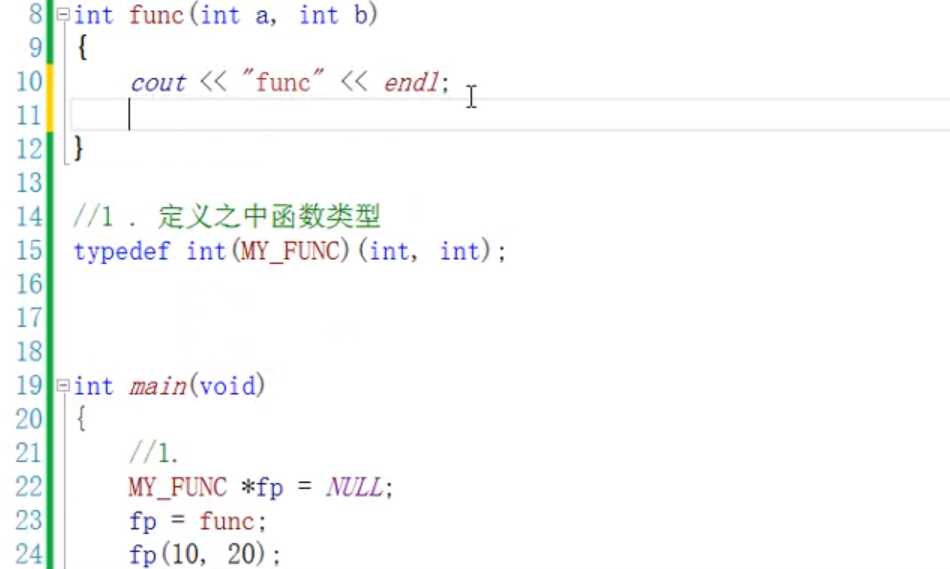 8 int func(int a, int b)
9 {
10 cout << "func" << endl;
11
12 }
13
14 //1 . 定义之中函数类型
15 typedef int(MY_FUNC)(int, int);
16
17
18
19 int main(void)
20 {
21 //1.
22 MY_FUNC *fp = NULL;
23 fp = func;
24 fp(10, 20);